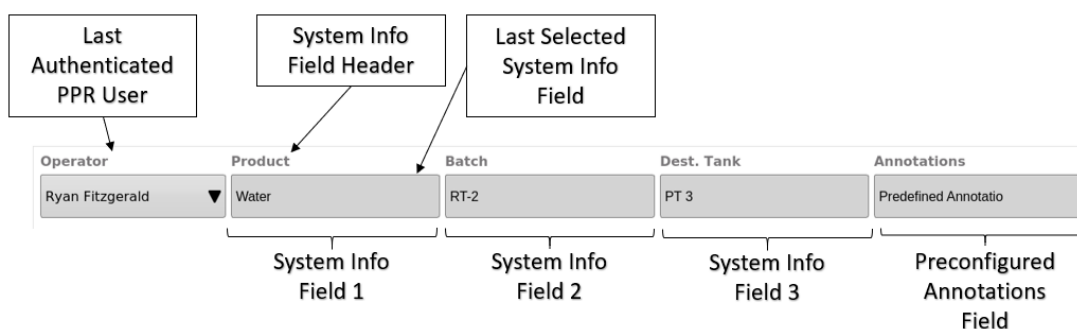 Last
Authenticated
PPR User
System Info
Field Header
Last Selected
System Info
Field
Operator
Product
Batch
Dest. Tank
Annotations
Ryan Fitzgerald
Water
RT-2
PT 3
Predefined Annotatio
System Info
Field 1
System Info
Field 2
System Info
Field 3
Preconfigured
Annotations
Field